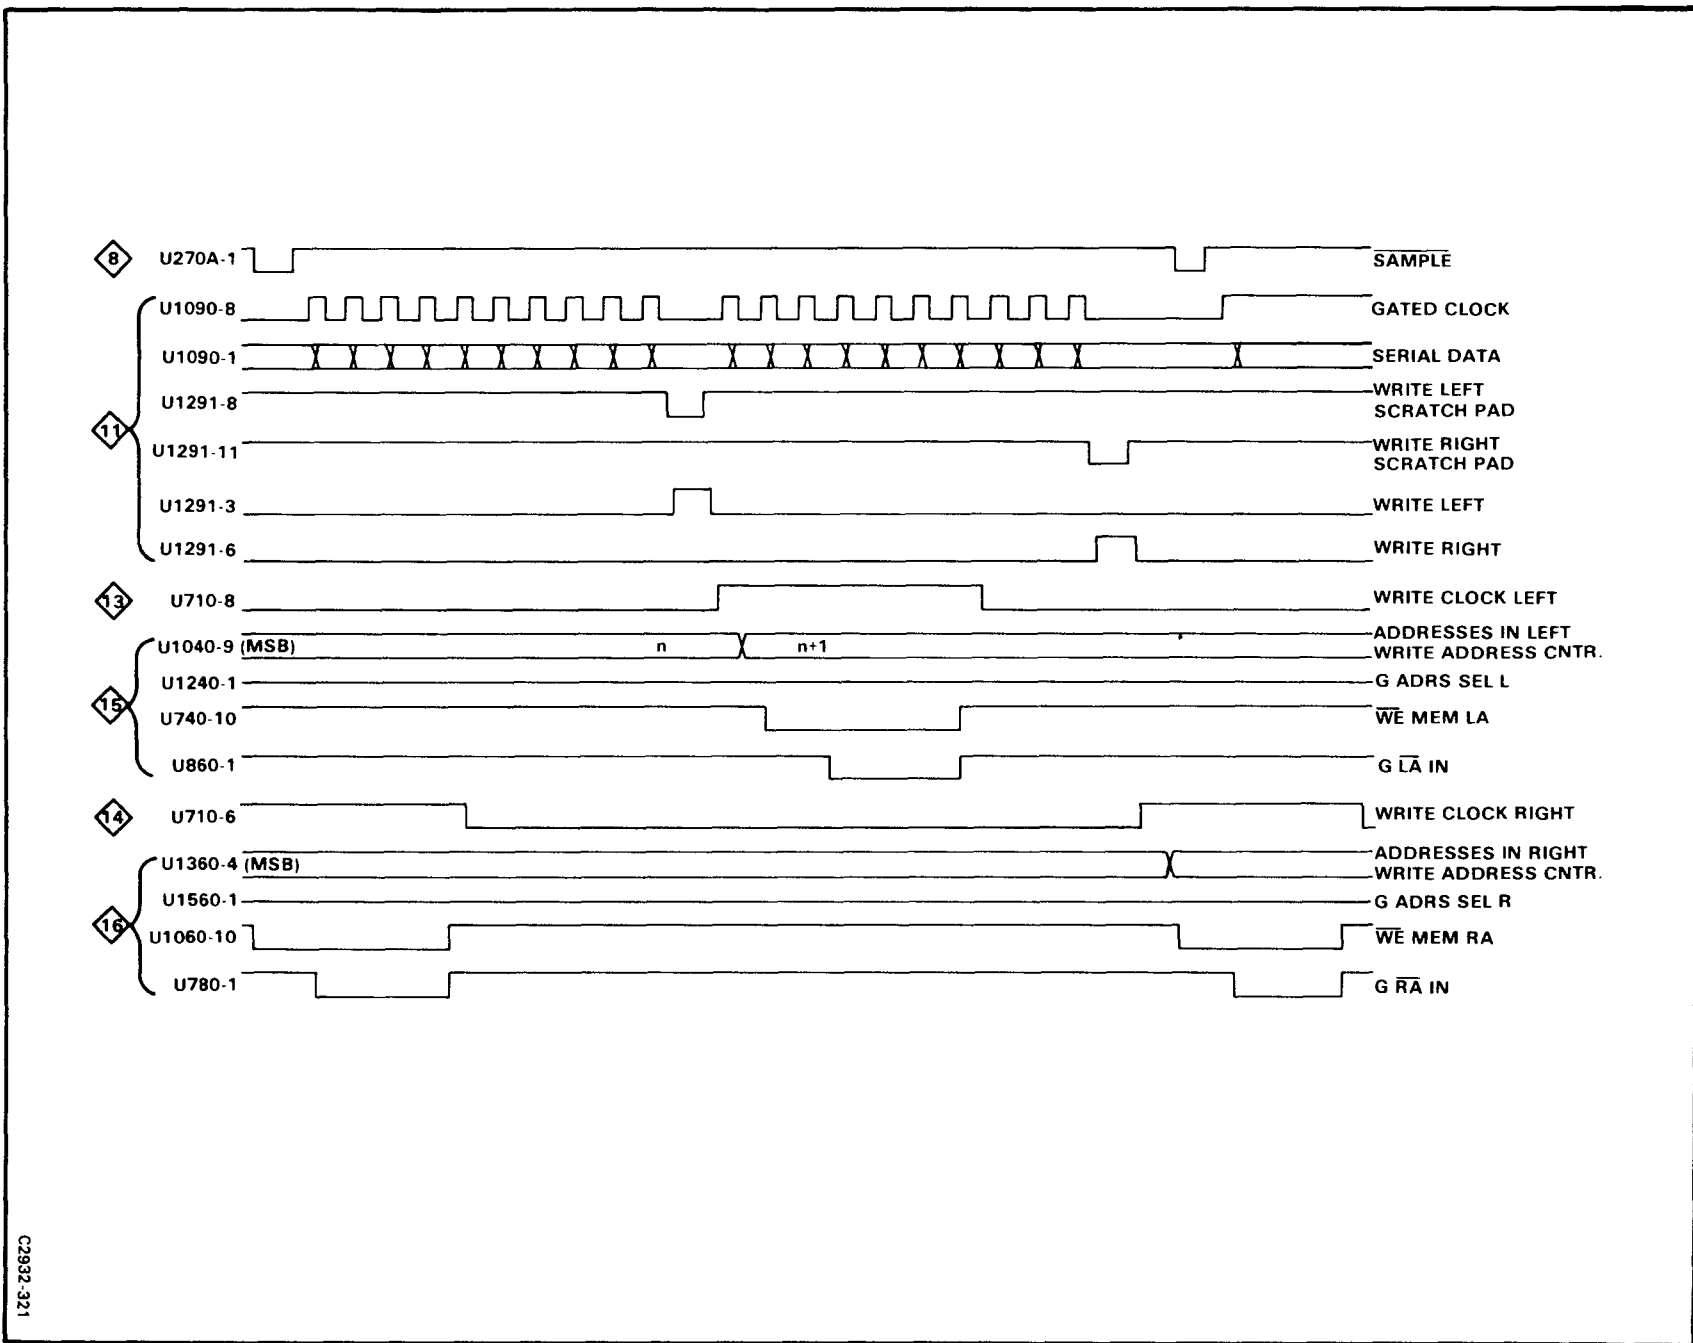 8 U270A-1 SAMPLE
U1090-8 GATED CLOCK
U1090-1 SERIAL DATA
U1291-8 WRITE LEFT
SCRATCH PAD
11
U1291-11 WRITE RIGHT
SCRATCH PAD
U1291-3 WRITE LEFT
U1291-6 WRITE RIGHT
13 U710-8 WRITE CLOCK LEFT
U1040-9 (MSB) n n+1 ADDRESSES IN LEFT
WRITE ADDRESS CNTR.
U1240-1 G ADRS SEL L
15
U740-10 WE MEM LA
U860-1 G LA IN
14 U710-6 WRITE CLOCK RIGHT
U1360-4 (MSB) ADDRESSES IN RIGHT
WRITE ADDRESS CNTR.
U1560-1 G ADRS SEL R
16
U1060-10 WE MEM RA
U780-1 G RA IN
C2932-321